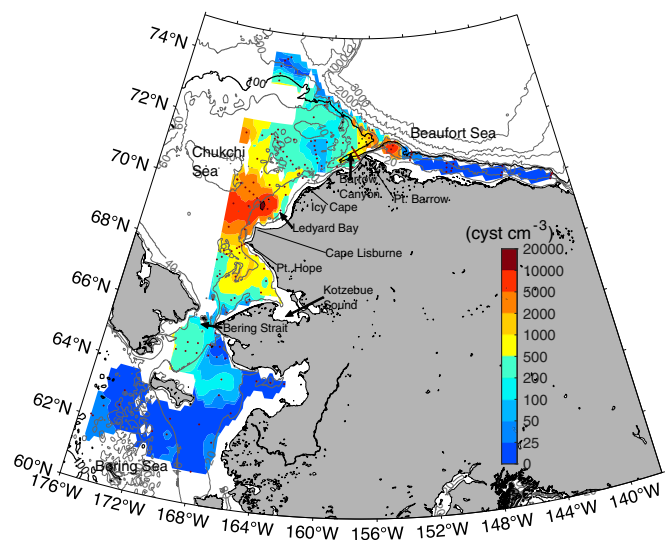 74°N
72°N
70°N
68°N
66°N
64°N
62°N
60°N
100
Beaufort Sea
Chukchi
Sea
Barrow
Canyon
Pt. Barrow
Icy Cape
Ledyard Bay
Cape Lisburne
Pt. Hope
Kotzebue
Sound
Bering Strait
Bering Sea
40
(cyst cm⁻³)
20000
10000
5000
2000
1000
500
200
100
50
25
0
176°W
172°W
168°W
164°W
160°W
156°W
152°W
148°W
144°W
140°W